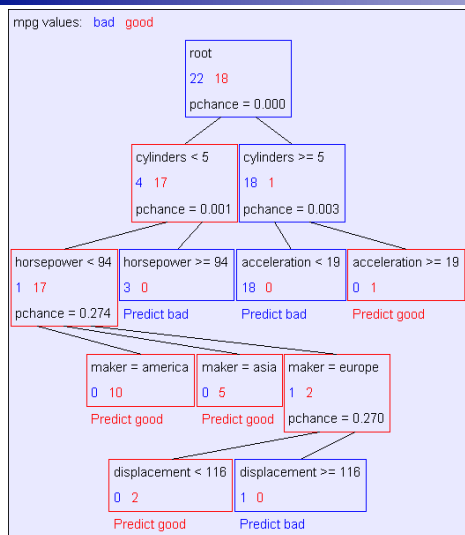 mpg values: bad good
root
22 18
pchance = 0.000
cylinders < 5
4 17
pchance = 0.001
cylinders >= 5
18 1
pchance = 0.003
horsepower < 94
1 17
pchance = 0.274
horsepower >= 94
3 0
Predict bad
acceleration < 19
18 0
Predict bad
acceleration >= 19
0 1
Predict good
maker = america
0 10
Predict good
maker = asia
0 5
Predict good
maker = europe
1 2
pchance = 0.270
displacement < 116
0 2
Predict good
displacement >= 116
1 0
Predict bad